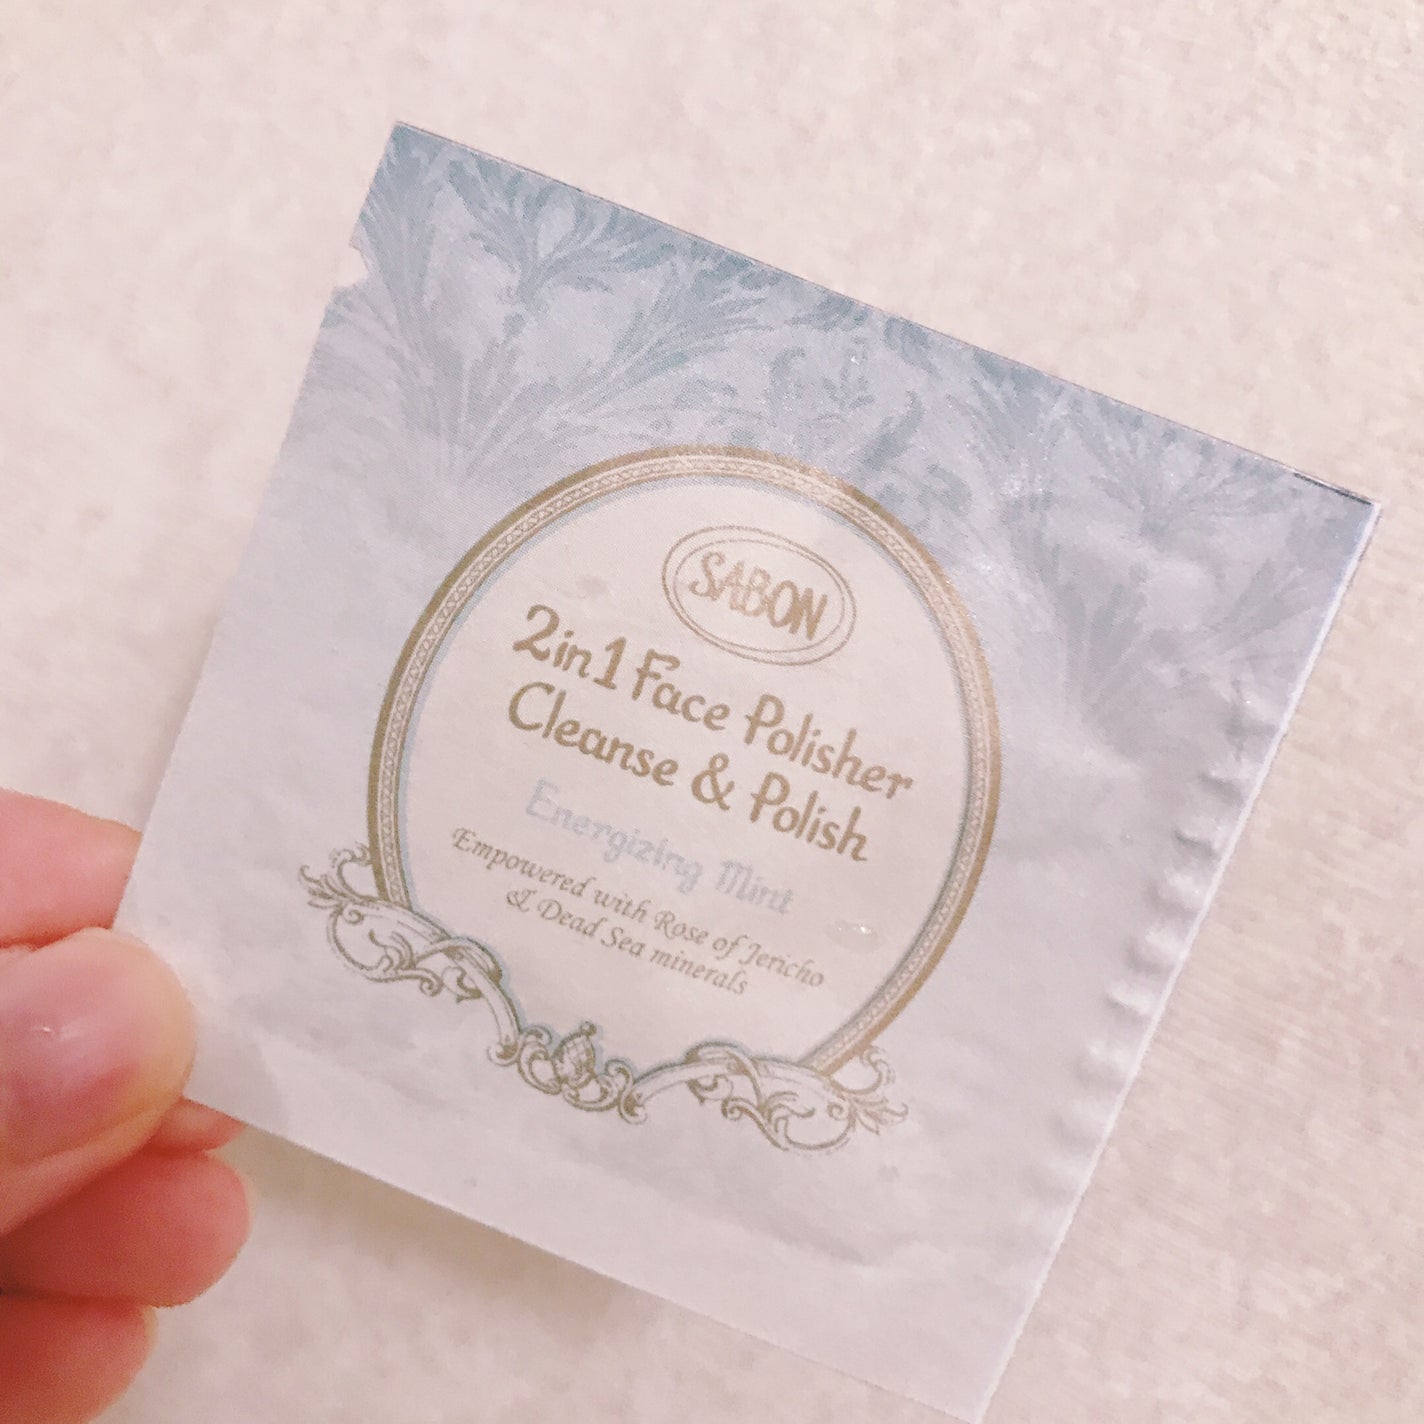 SABON
2in1 Face Polisher
Cleanse & Polish
Energizing Mint
Empowered with Rose of Jericho
& Dead Sea minerals